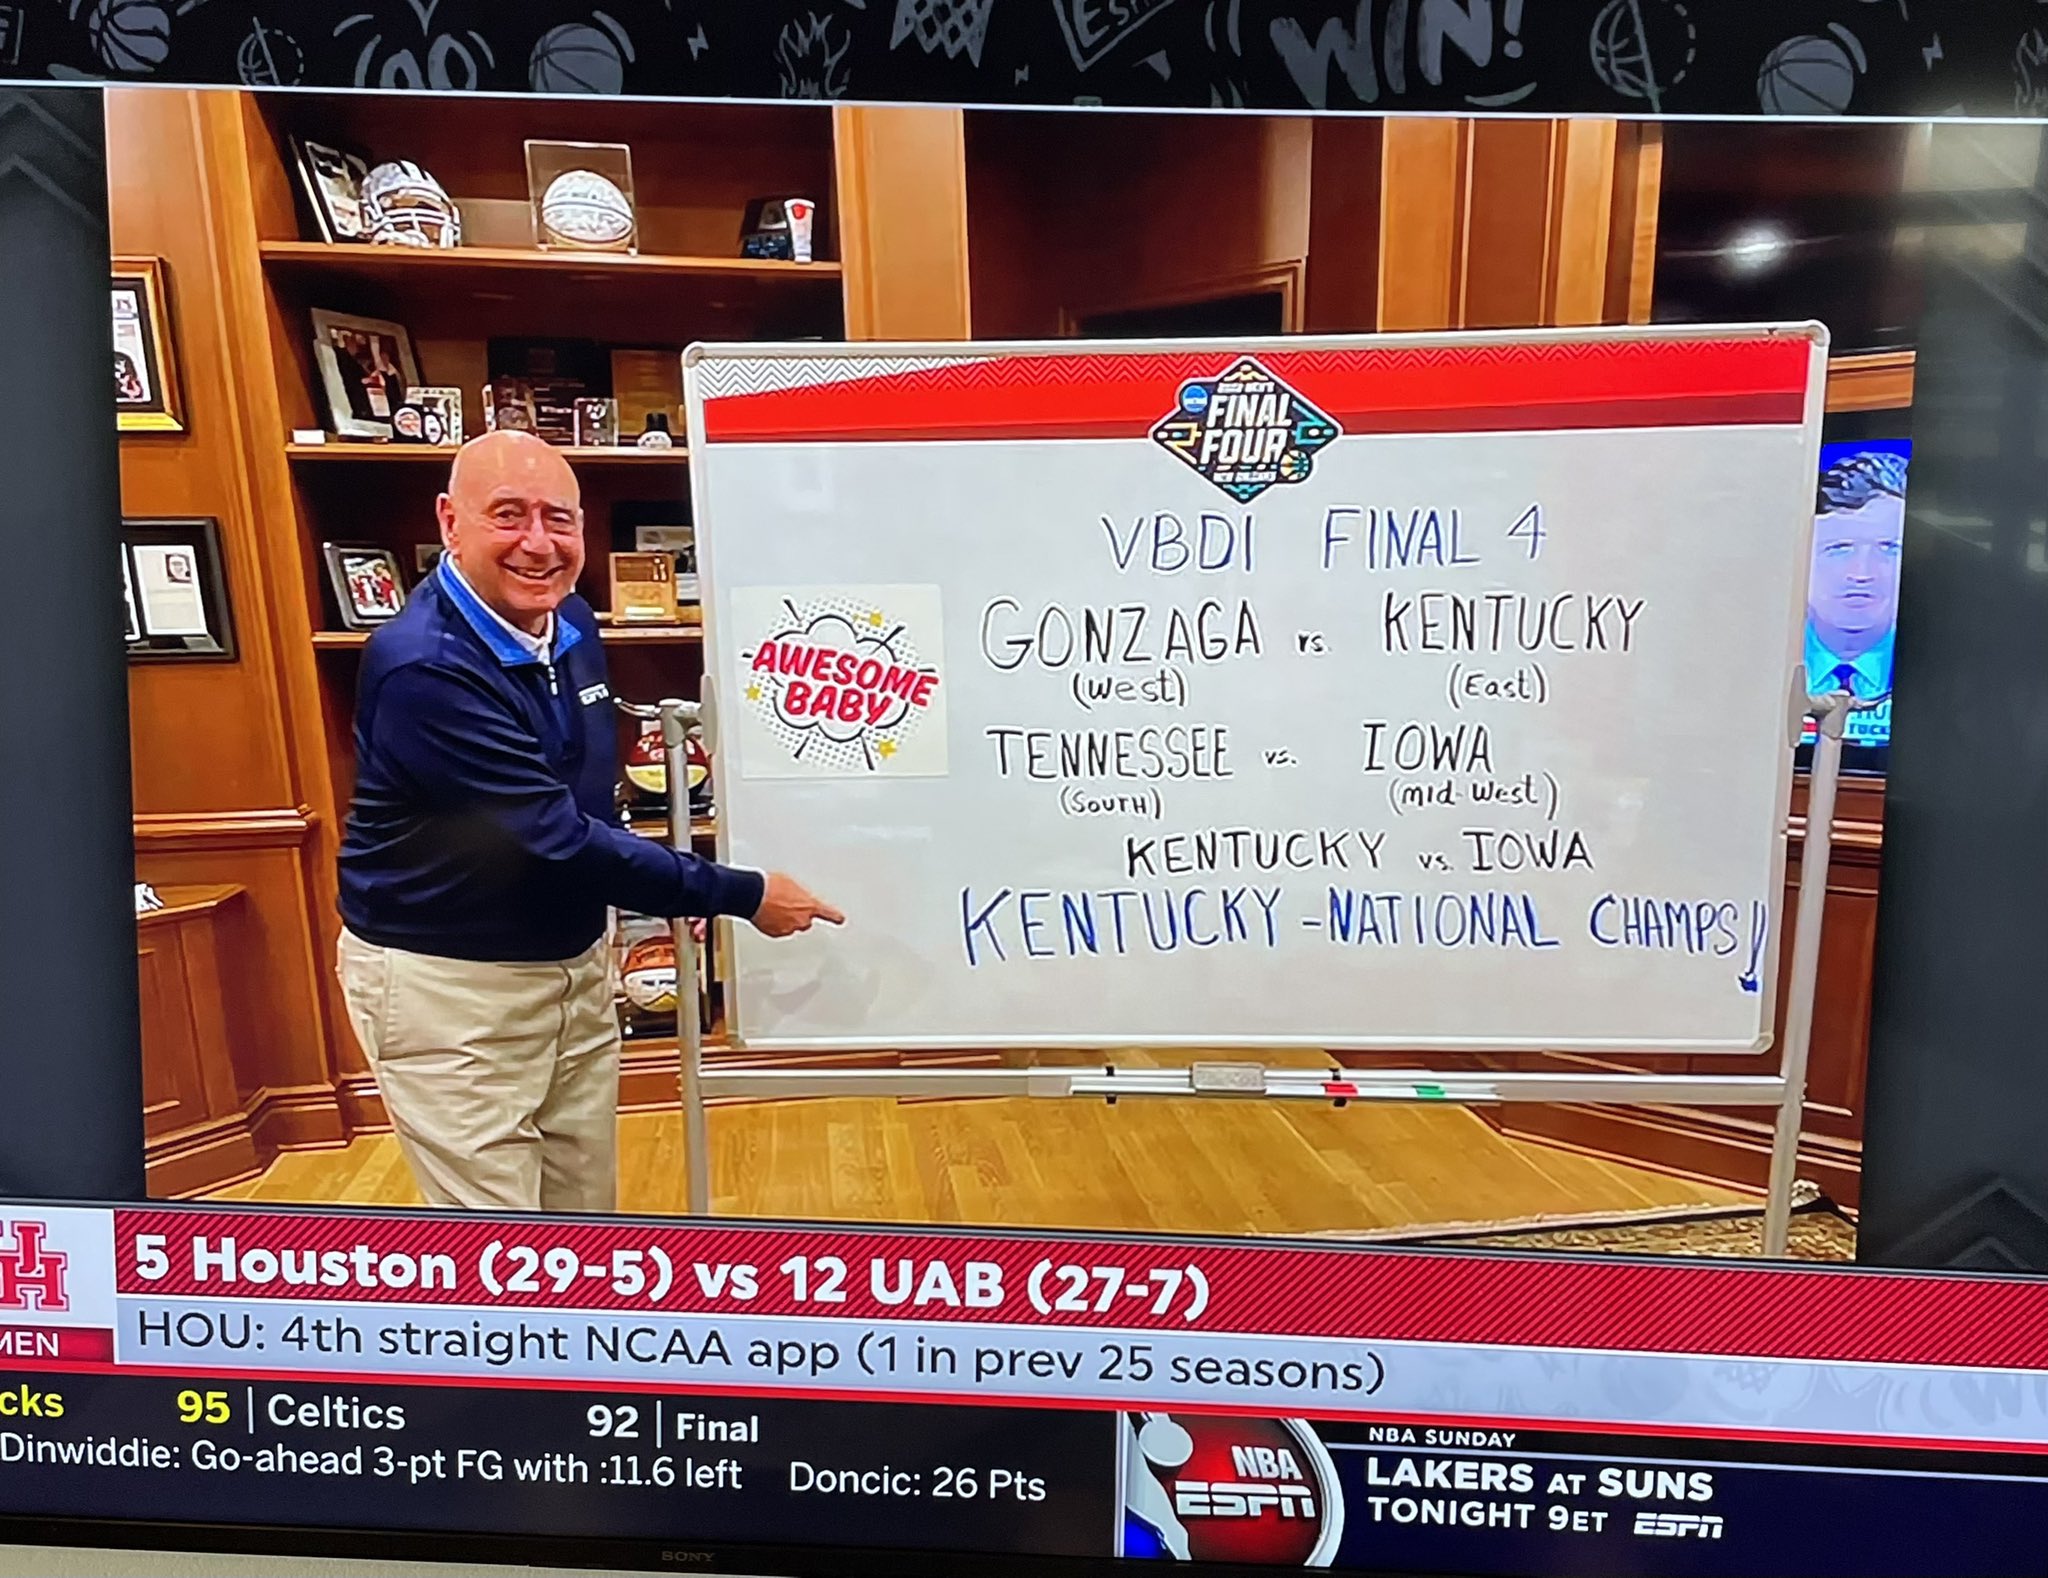 WIN!
FINAL
FOUR
VBDI FINAL 4
GONZAGA vs. KENTUCKY
(West) (East)
AWESOME
BABY
TENNESSEE vs. IOWA
(SOUTH) (Mid-West)
KENTUCKY vs. IOWA
KENTUCKY - NATIONAL CHAMPS!!
5 Houston (29-5) vs 12 UAB (27-7)
MEN
HOU: 4th straight NCAA app (1 in prev 25 seasons)
cks 95 | Celtics 92 | Final
Dinwiddie: Go-ahead 3-pt FG with :11.6 left Doncic: 26 Pts
NBA
ESPN
NBA SUNDAY
LAKERS AT SUNS
TONIGHT 9ET ESPN
SONY